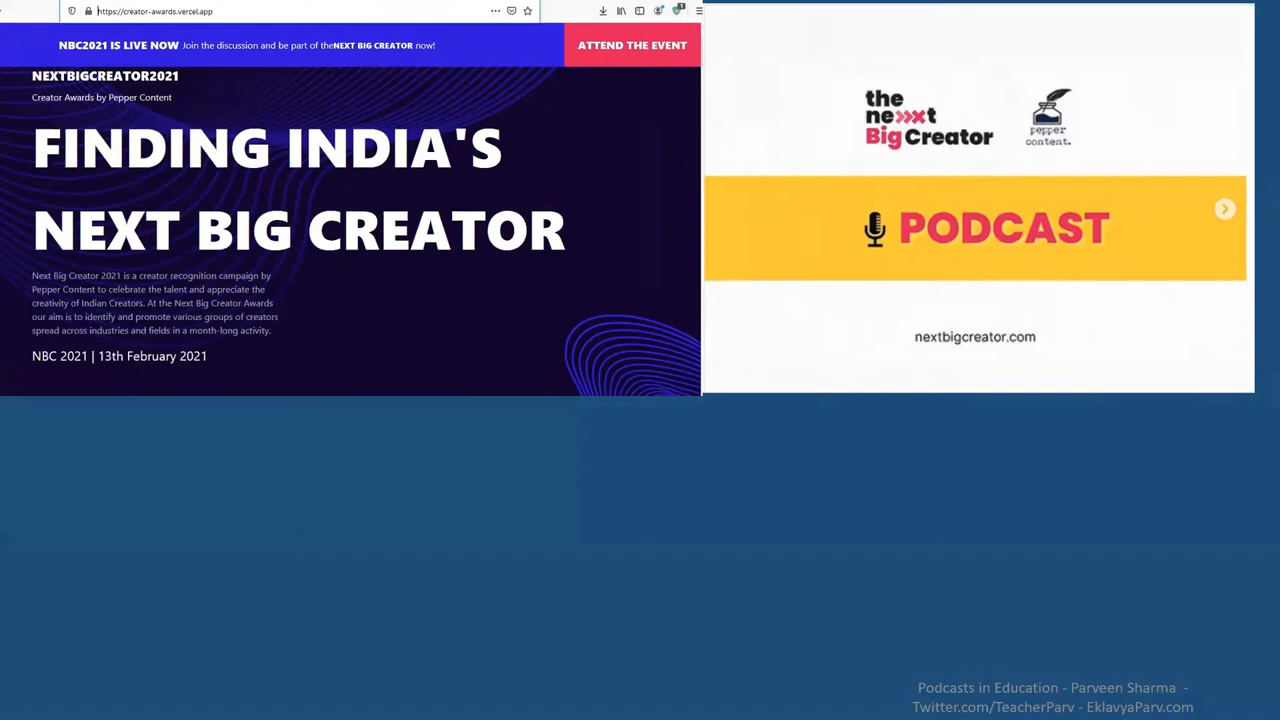 https://creator-awards.vercel.app
NBC2021 IS LIVE NOW Join the discussion and be part of theNEXT BIG CREATOR now!
ATTEND THE EVENT
NEXTBIGCREATOR2021
Creator Awards by Pepper Content
FINDING INDIA'S
NEXT BIG CREATOR
Next Big Creator 2021 is a creator recognition campaign by
Pepper Content to celebrate the talent and appreciate the
creativity of Indian Creators. At the Next Big Creator Awards
our aim is to identify and promote various groups of creators
spread across industries and fields in a month-long activity.
NBC 2021 | 13th February 2021
the
nexxt
BigCreator
pepper
content.
PODCAST
nextbigcreator.com
Podcasts in Education - Parveen Sharma -
Twitter.com/TeacherParv - EklavyaParv.com